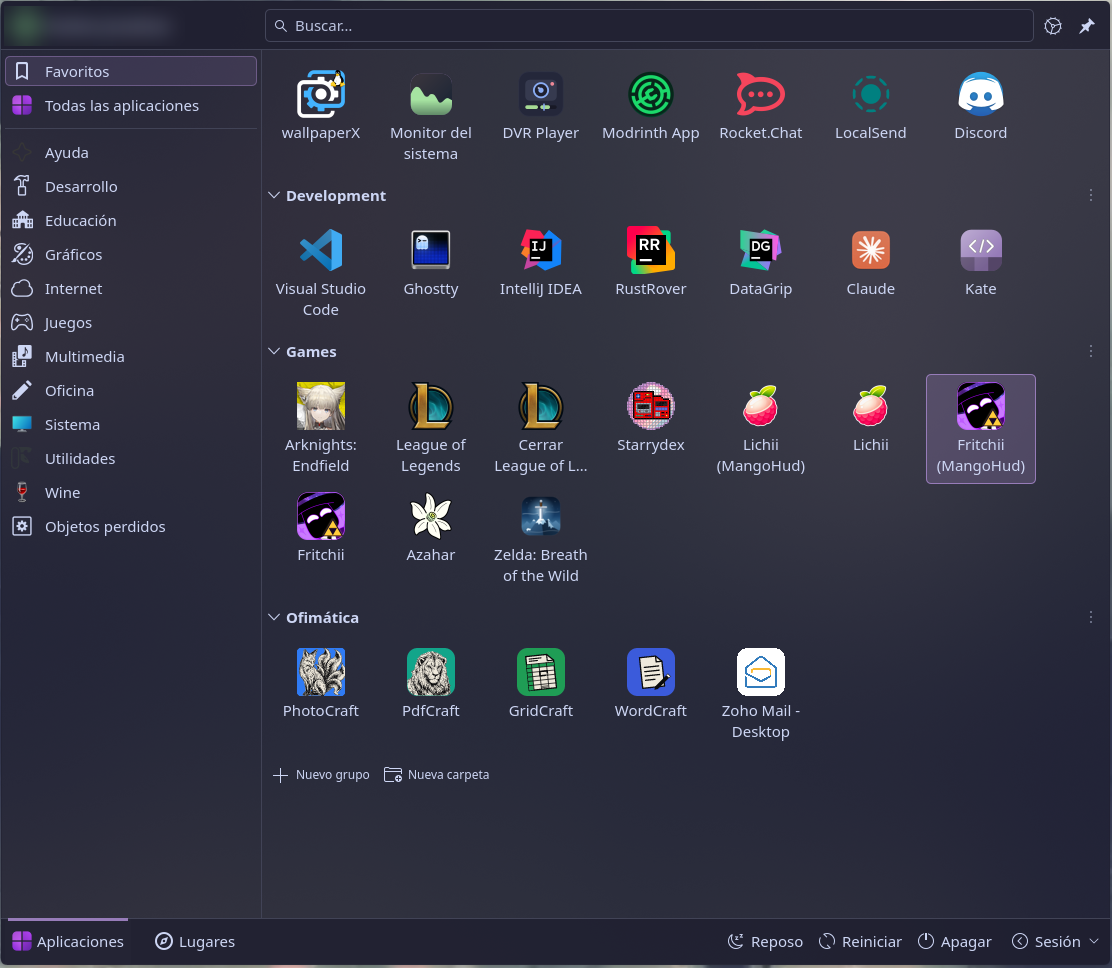 Buscar...
Favoritos
Todas las aplicaciones
Ayuda
Desarrollo
Educación
Gráficos
Internet
Juegos
Multimedia
Oficina
Sistema
Utilidades
Wine
Objetos perdidos
wallpaperX
Monitor del
sistema
DVR Player
Modrinth App
Rocket.Chat
LocalSend
Discord
Development
Visual Studio
Code
Ghostty
IJ
IntelliJ IDEA
RR
RustRover
DG
DataGrip
Claude
</>
Kate
Games
Arknights:
Endfield
League of
Legends
Cerrar
League of L...
Starrydex
Lichii
(MangoHud)
Lichii
Fritchii
(MangoHud)
Fritchii
Azahar
Zelda: Breath
of the Wild
Ofimática
PhotoCraft
PdfCraft
GridCraft
WordCraft
Zoho Mail -
Desktop
Nuevo grupo
Nueva carpeta
Aplicaciones
Lugares
Reposo
Reiniciar
Apagar
Sesión